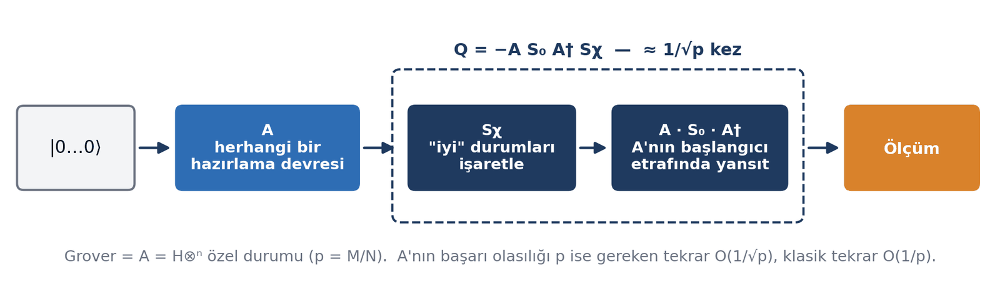 Q = −A S₀ A† Sχ — ≈ 1/√p kez
|0…0⟩
A
herhangi bir
hazırlama devresi
Sχ
"iyi" durumları
işaretle
A · S₀ · A†
A'nın başlangıcı
etrafında yansıt
Ölçüm
Grover = A = H⊗ⁿ özel durumu (p = M/N). A'nın başarı olasılığı p ise gereken tekrar O(1/√p), klasik tekrar O(1/p).